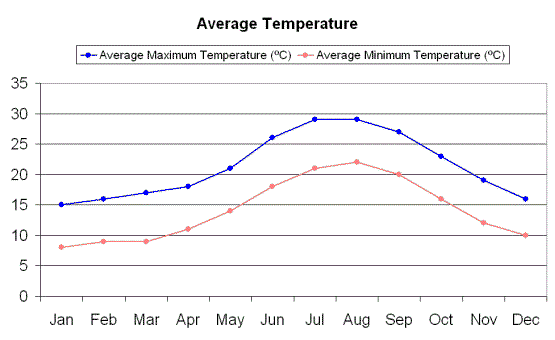 Average Temperature
Average Maximum Temperature (ºC) Average Minimum Temperature (ºC)
35
30
25
20
15
10
5
0
Jan Feb Mar Apr May Jun Jul Aug Sep Oct Nov Dec